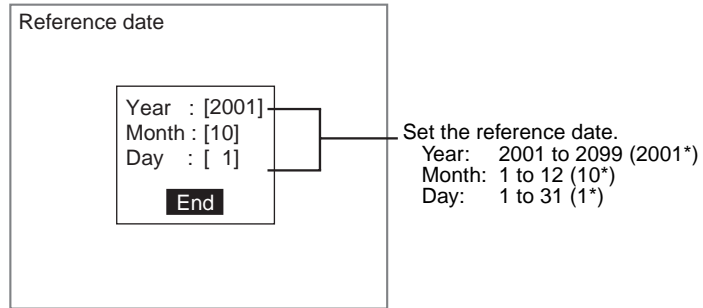 Reference date
Year : [2001]
Month : [10]
Day : [ 1]
End
Set the reference date.
Year: 2001 to 2099 (2001*)
Month: 1 to 12 (10*)
Day: 1 to 31 (1*)